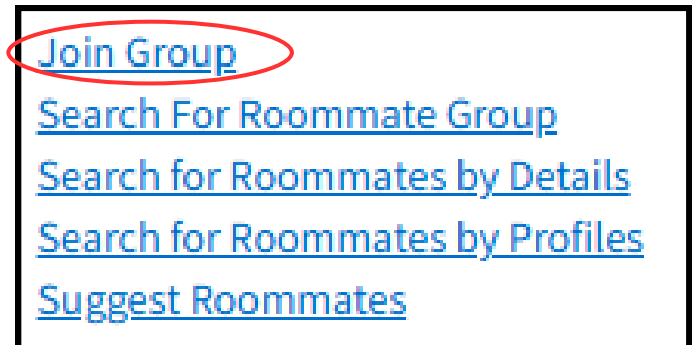 Join Group
Search For Roommate Group
Search for Roommates by Details
Search for Roommates by Profiles
Suggest Roommates